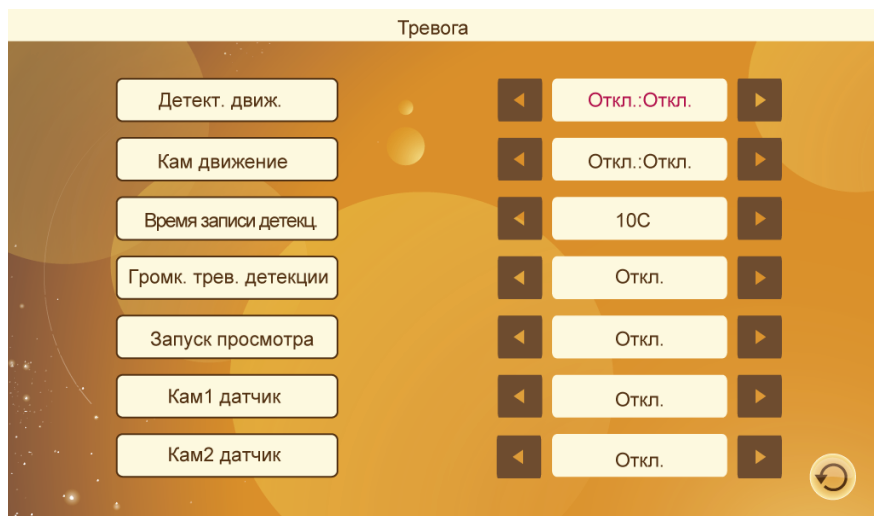 Тревога
Детект. движ.
Откл.:Откл.
Кам движение
Откл.:Откл.
Время записи детекц.
10С
Громк. трев. детекции
Откл.
Запуск просмотра
Откл.
Кам1 датчик
Откл.
Кам2 датчик
Откл.